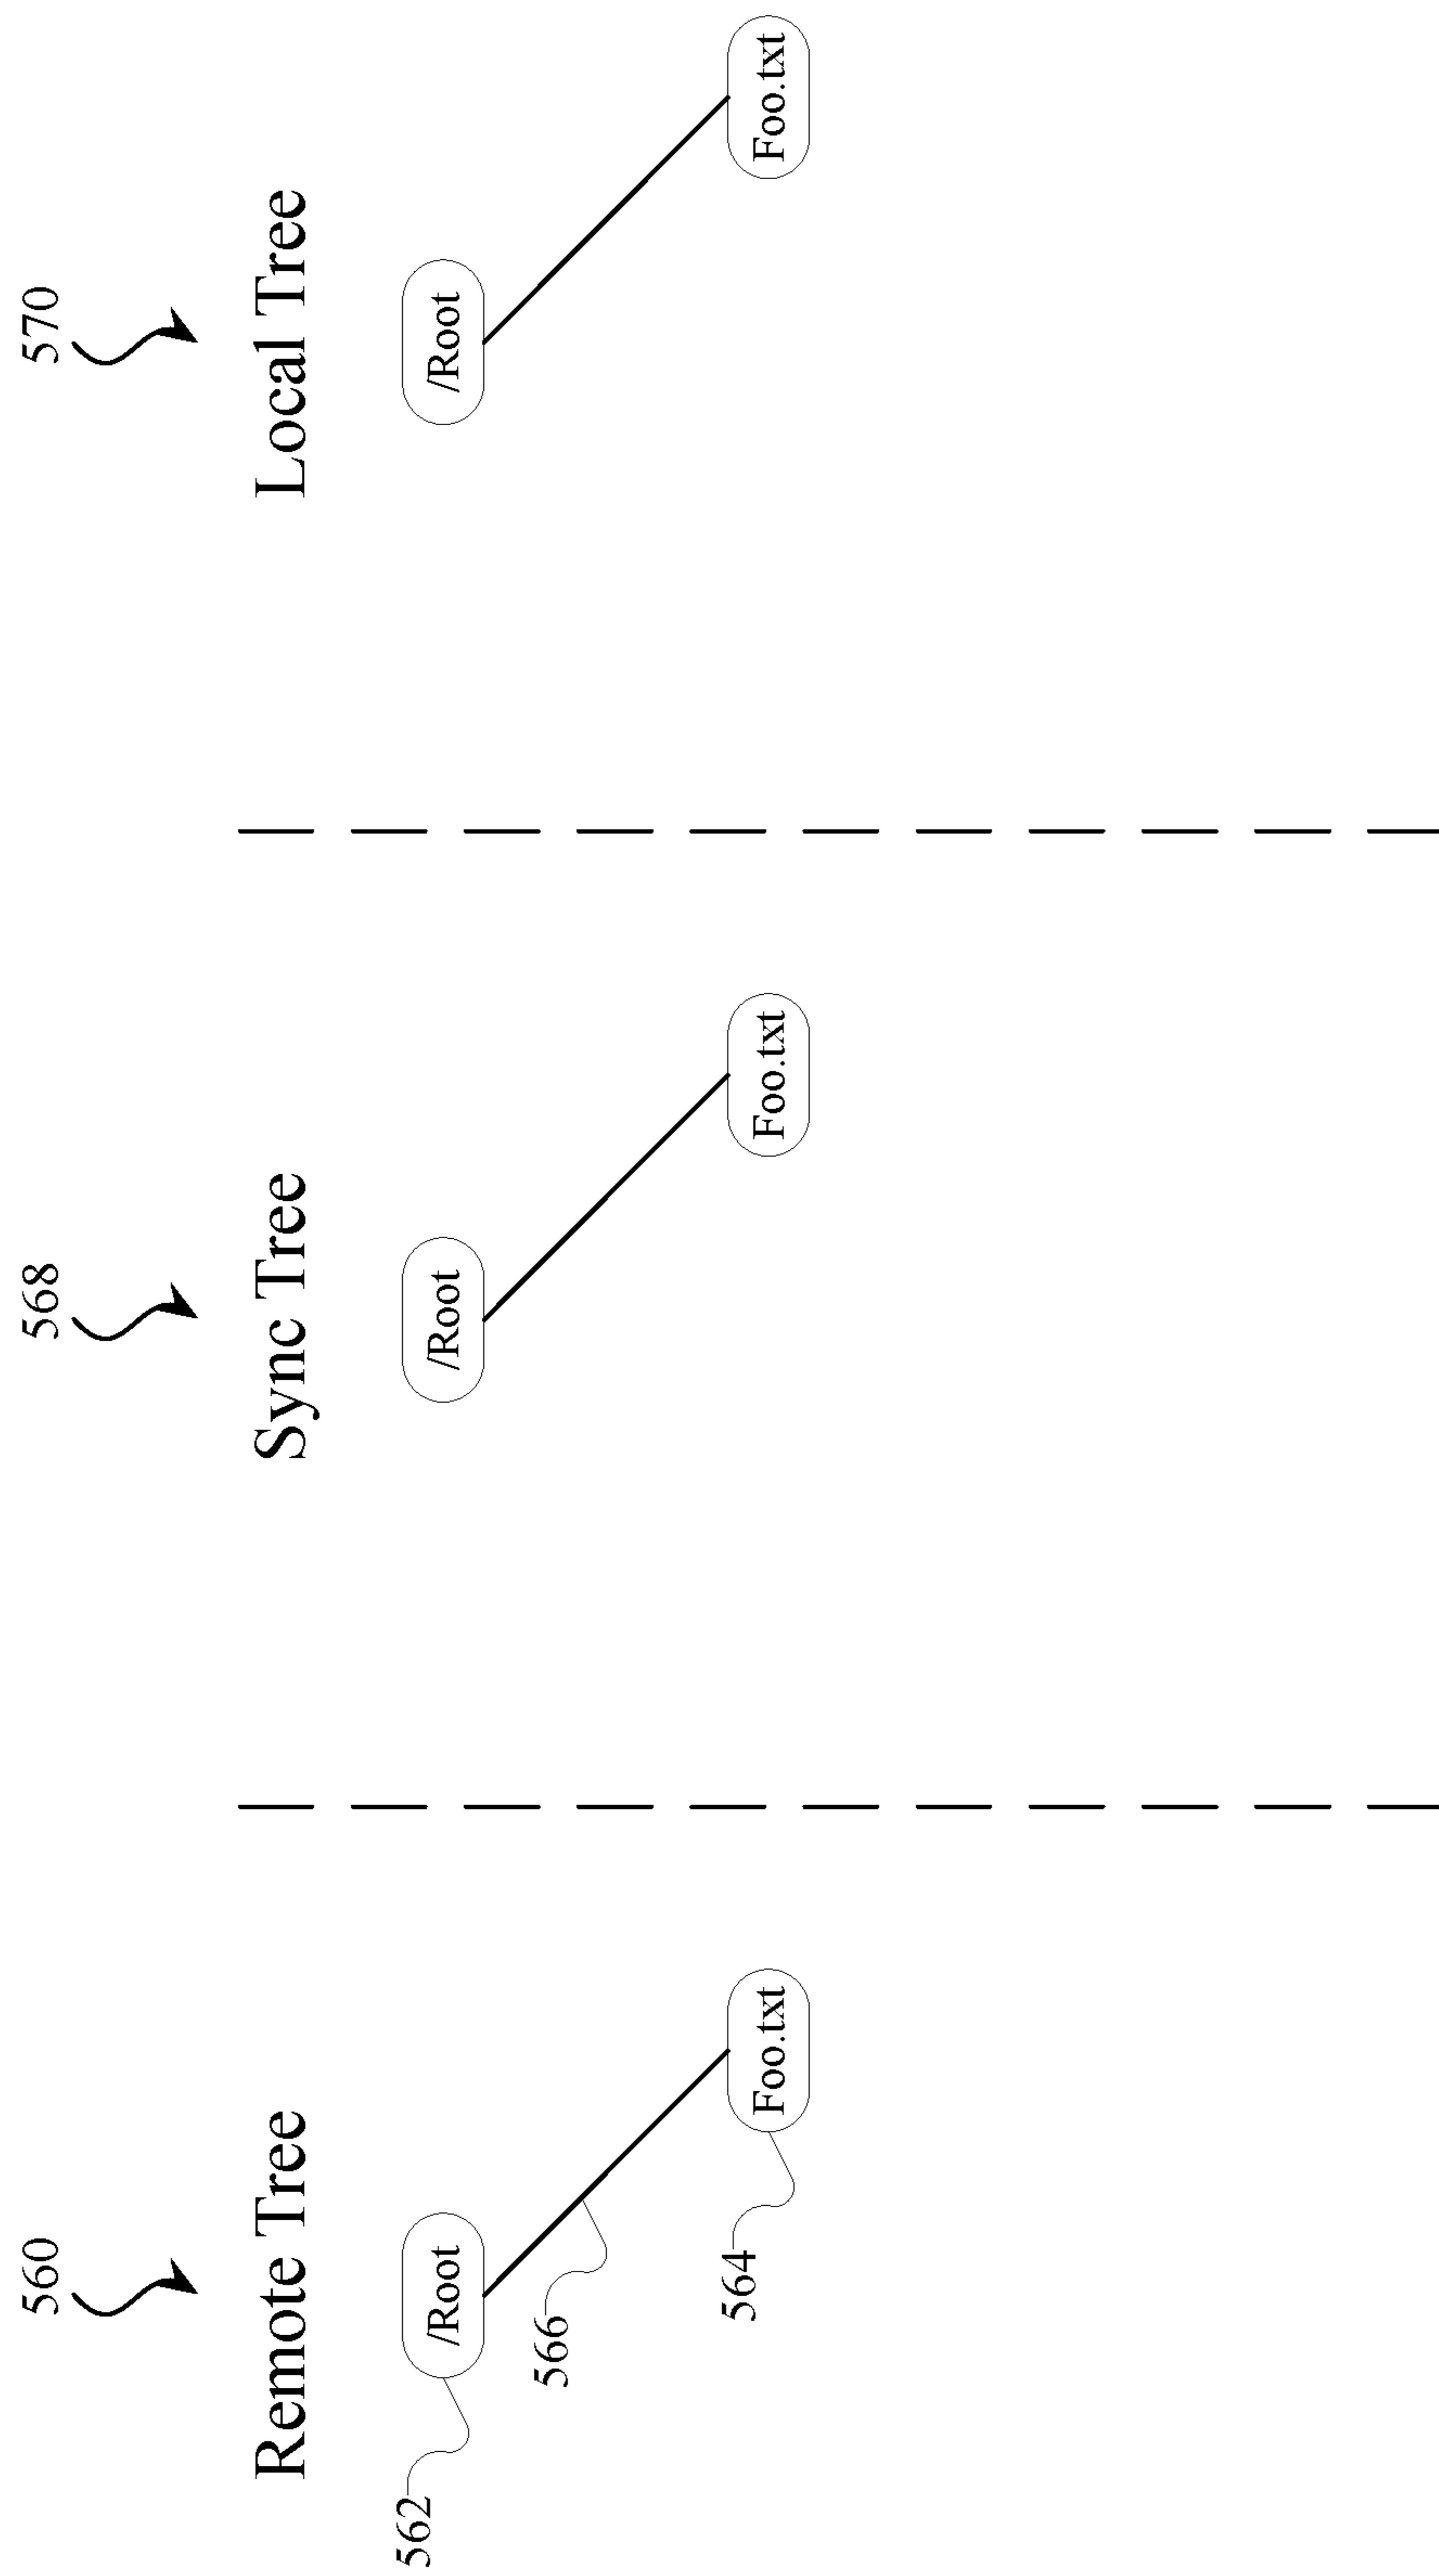 560
568
570
Remote Tree
Sync Tree
Local Tree
562
/Root
/Root
/Root
566
564
Foo.txt
Foo.txt
Foo.txt